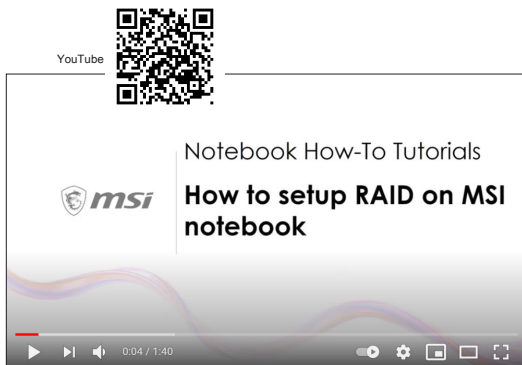 YouTube
Notebook How-To Tutorials
msi
How to setup RAID on MSI
notebook
0:04 / 1:40